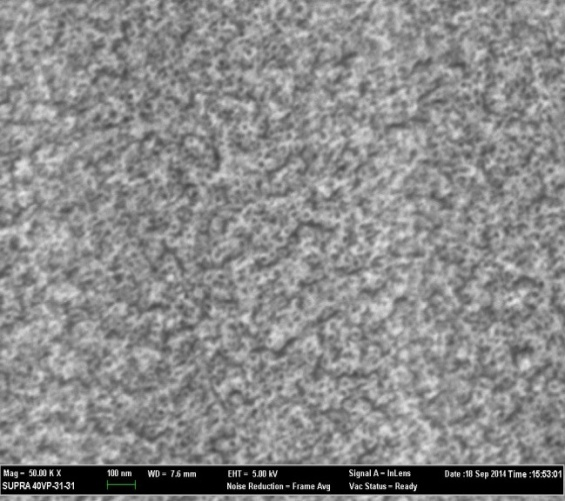 Mag = 50.00 K X 100 nm WD = 7.6 mm EHT = 5.00 kV Signal A = InLens Date :18 Sep 2014 Time :15:53:01
SUPRA 40VP-31-31 Noise Reduction = Frame Avg Vac Status = Ready